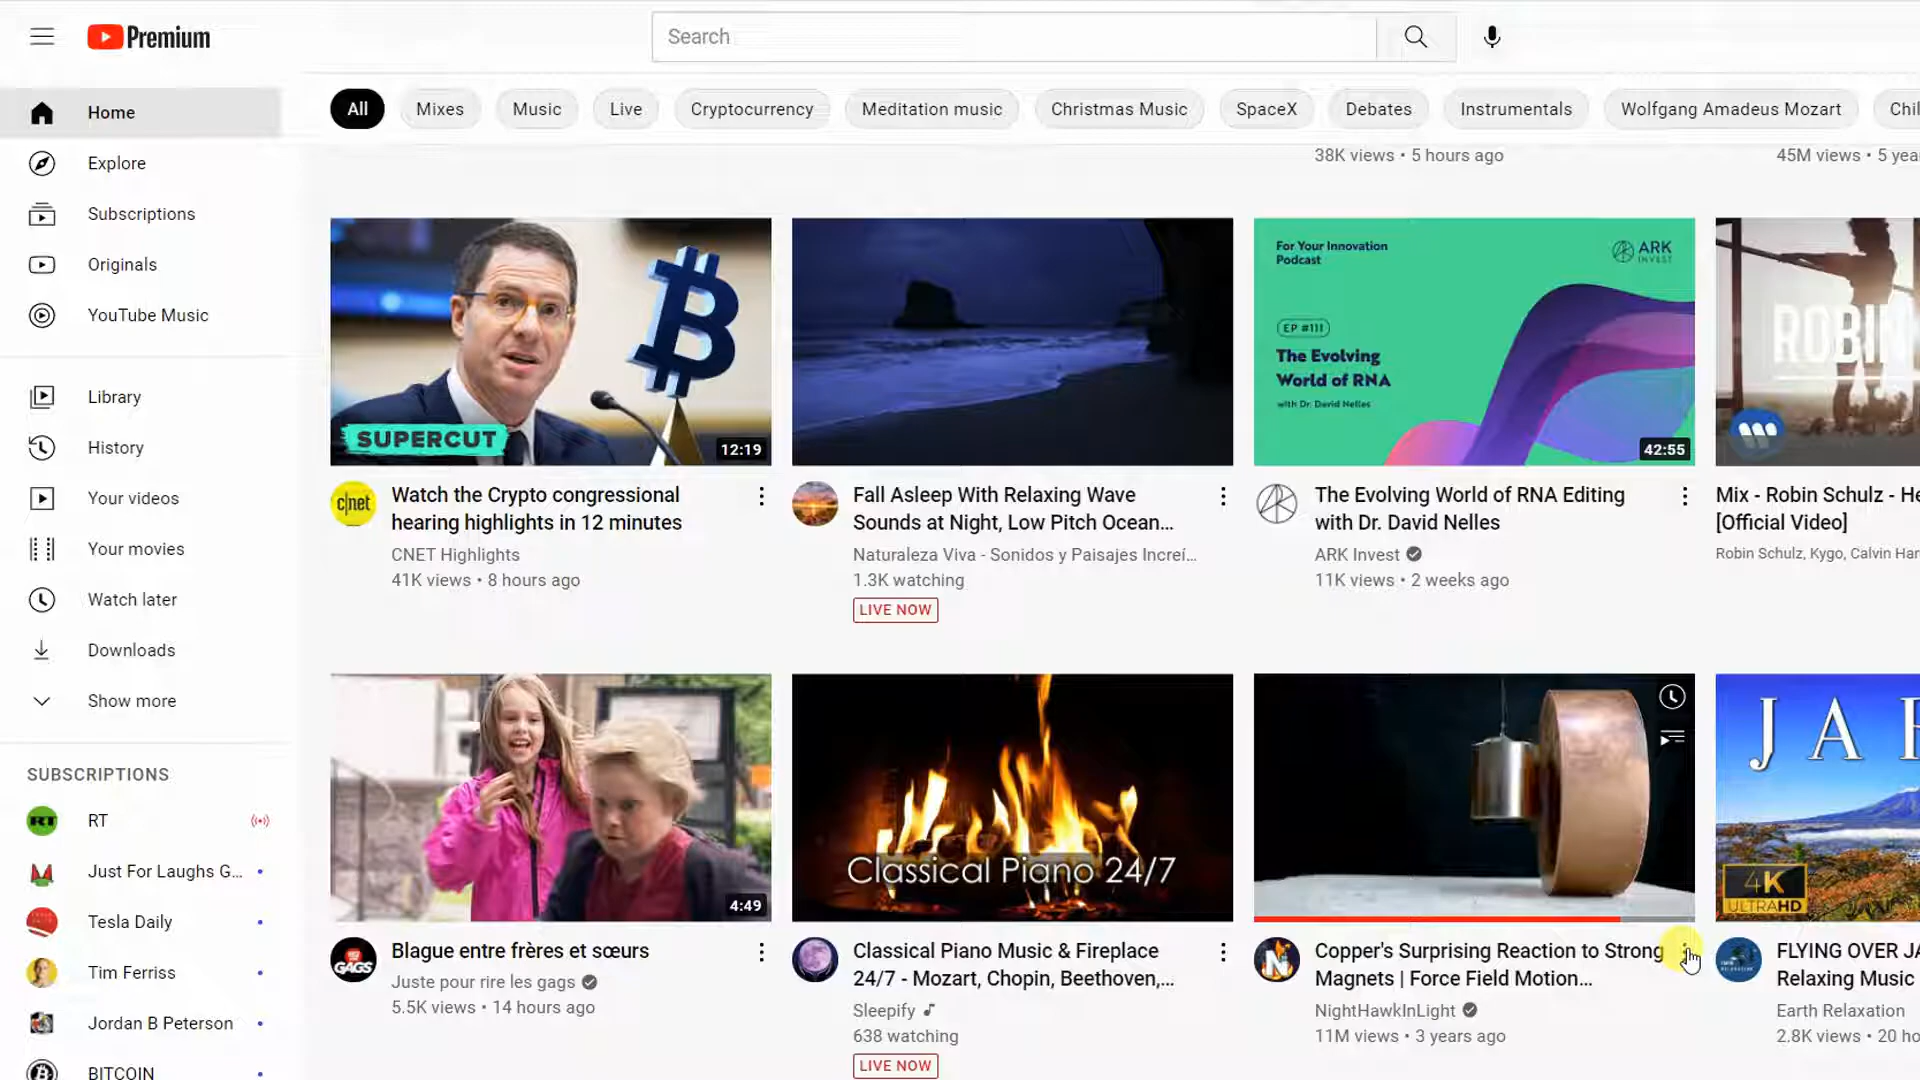 Premium
Search
Home
Explore
Subscriptions
Originals
YouTube Music
Library
History
Your videos
Your movies
Watch later
Downloads
Show more
SUBSCRIPTIONS
RT
Just For Laughs G...
Tesla Daily
Tim Ferriss
Jordan B Peterson
BITCOIN
All
Mixes
Music
Live
Cryptocurrency
Meditation music
Christmas Music
SpaceX
Debates
Instrumentals
Wolfgang Amadeus Mozart
Chil
38K views • 5 hours ago
45M views • 5 yea
SUPERCUT
12:19
c|net
Watch the Crypto congressional
hearing highlights in 12 minutes
CNET Highlights
41K views • 8 hours ago
Fall Asleep With Relaxing Wave
Sounds at Night, Low Pitch Ocean...
Naturaleza Viva - Sonidos y Paisajes Increí...
1.3K watching
LIVE NOW
For Your Innovation
Podcast
ARK
INVEST
EP #111
The Evolving
World of RNA
with Dr. David Nelles
42:55
The Evolving World of RNA Editing
with Dr. David Nelles
ARK Invest
11K views • 2 weeks ago
ROBIN
Mix - Robin Schulz - He
[Official Video]
Robin Schulz, Kygo, Calvin Har
4:49
GAGS
Blague entre frères et sœurs
Juste pour rire les gags
5.5K views • 14 hours ago
Classical Piano 24/7
Classical Piano Music & Fireplace
24/7 - Mozart, Chopin, Beethoven,...
Sleepify
638 watching
LIVE NOW
N
Copper's Surprising Reaction to Strong
Magnets | Force Field Motion...
NightHawkInLight
11M views • 3 years ago
JAP
4K
ULTRAHD
FLYING OVER JA
Relaxing Music
Earth Relaxation
2.8K views • 20 ho